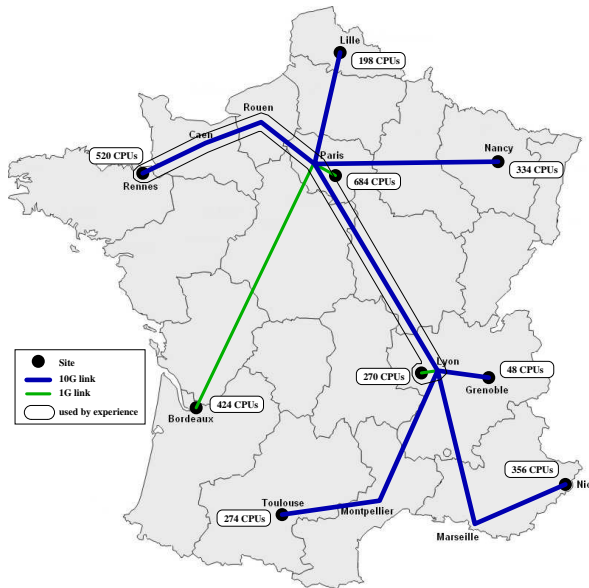 Lille
198 CPUs
Rouen
Caen
520 CPUs
Rennes
Paris
Nancy
684 CPUs
334 CPUs
Site
10G link
1G link
used by experience
Lyon
270 CPUs
48 CPUs
Grenoble
424 CPUs
Bordeaux
356 CPUs
Nic
Toulouse
274 CPUs
Montpellier
Marseille